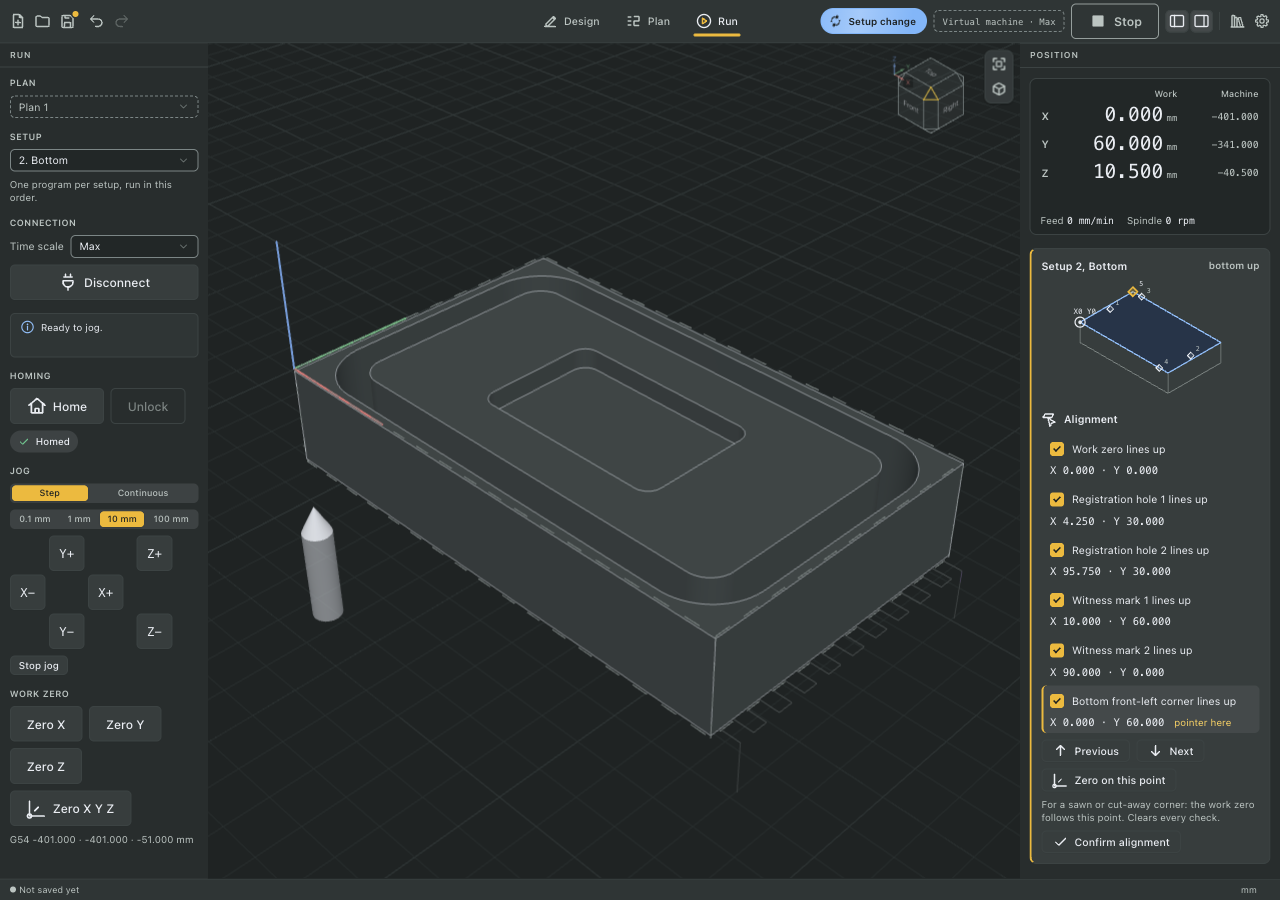 Design
Plan
Run
Setup change
Virtual machine · Max
Stop
RUN
PLAN
Plan 1
SETUP
2. Bottom
One program per setup, run in this
order.
CONNECTION
Time scale
Max
Disconnect
Ready to jog.
HOMING
Home
Unlock
Homed
JOG
Step
Continuous
0.1 mm
1 mm
10 mm
100 mm
Y+
Z+
X−
X+
Y−
Z−
Stop jog
WORK ZERO
Zero X
Zero Y
Zero Z
Zero X Y Z
G54 -401.000 · -401.000 · -51.000 mm
Top
Front
Right
POSITION
Work
Machine
X 0.000 mm -401.000
Y 60.000 mm -341.000
Z 10.500 mm -40.500
Feed 0 mm/min Spindle 0 rpm
Setup 2, Bottom
bottom up
5
3
1
X0 Y0
2
4
Alignment
Work zero lines up
X 0.000 · Y 0.000
Registration hole 1 lines up
X 4.250 · Y 30.000
Registration hole 2 lines up
X 95.750 · Y 30.000
Witness mark 1 lines up
X 10.000 · Y 60.000
Witness mark 2 lines up
X 90.000 · Y 0.000
Bottom front-left corner lines up
X 0.000 · Y 60.000 pointer here
Previous
Next
Zero on this point
For a sawn or cut-away corner: the work zero
follows this point. Clears every check.
Confirm alignment
Not saved yet
mm